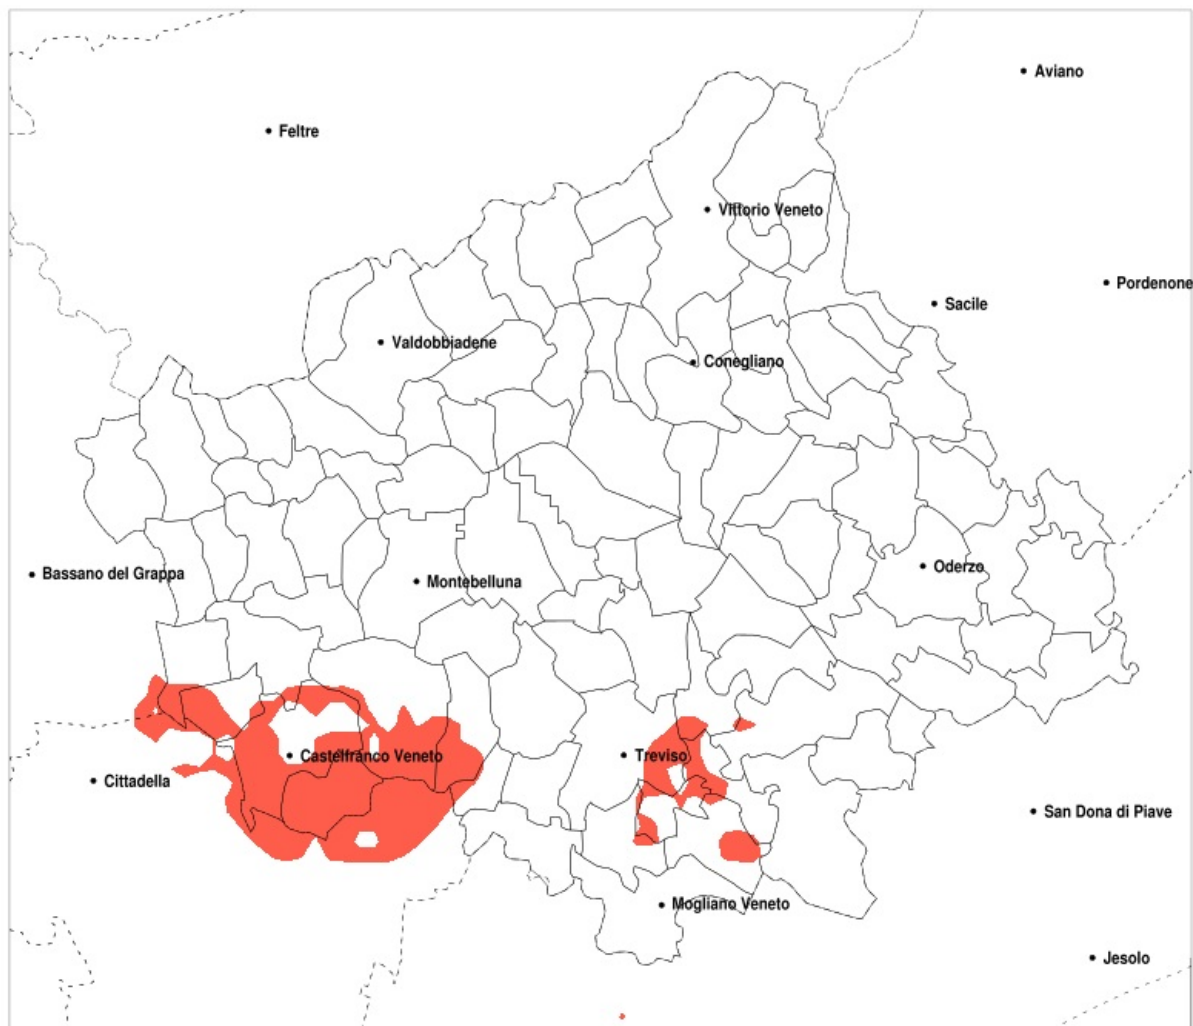 Aviano
Feltre
Vittorio Veneto
Pordenone
Sacile
Valdobbiadene
Conegliano
Oderzo
Bassano del Grappa
Montebelluna
Castelfranco Veneto
Treviso
Cittadella
San Dona di Piave
Mogliano Veneto
Jesolo